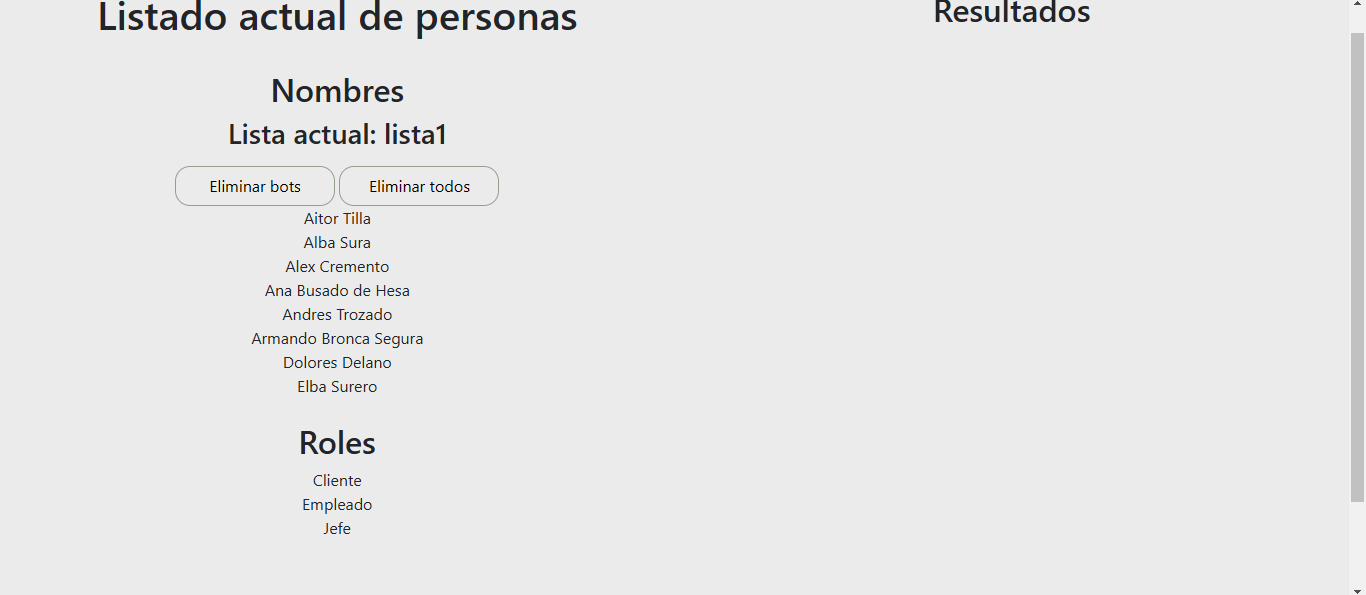 Listado actual de personas
Nombres
Lista actual: lista1
Eliminar bots
Eliminar todos
Aitor Tilla
Alba Sura
Alex Cremento
Ana Busado de Hesa
Andres Trozado
Armando Bronca Segura
Dolores Delano
Elba Surero
Roles
Cliente
Empleado
Jefe
Resultados